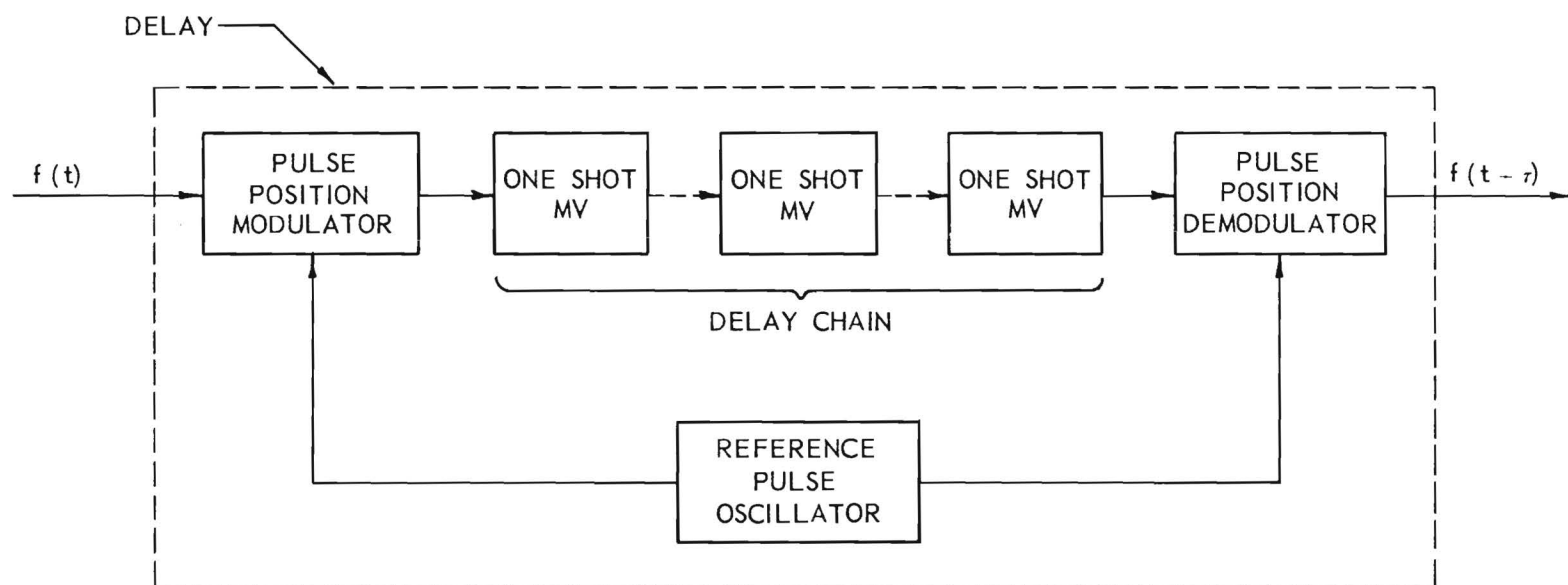 DELAY
f (t)
PULSE
POSITION
MODULATOR
ONE SHOT
MV
ONE SHOT
MV
ONE SHOT
MV
PULSE
POSITION
DEMODULATOR
f (t - τ)
DELAY CHAIN
REFERENCE
PULSE
OSCILLATOR